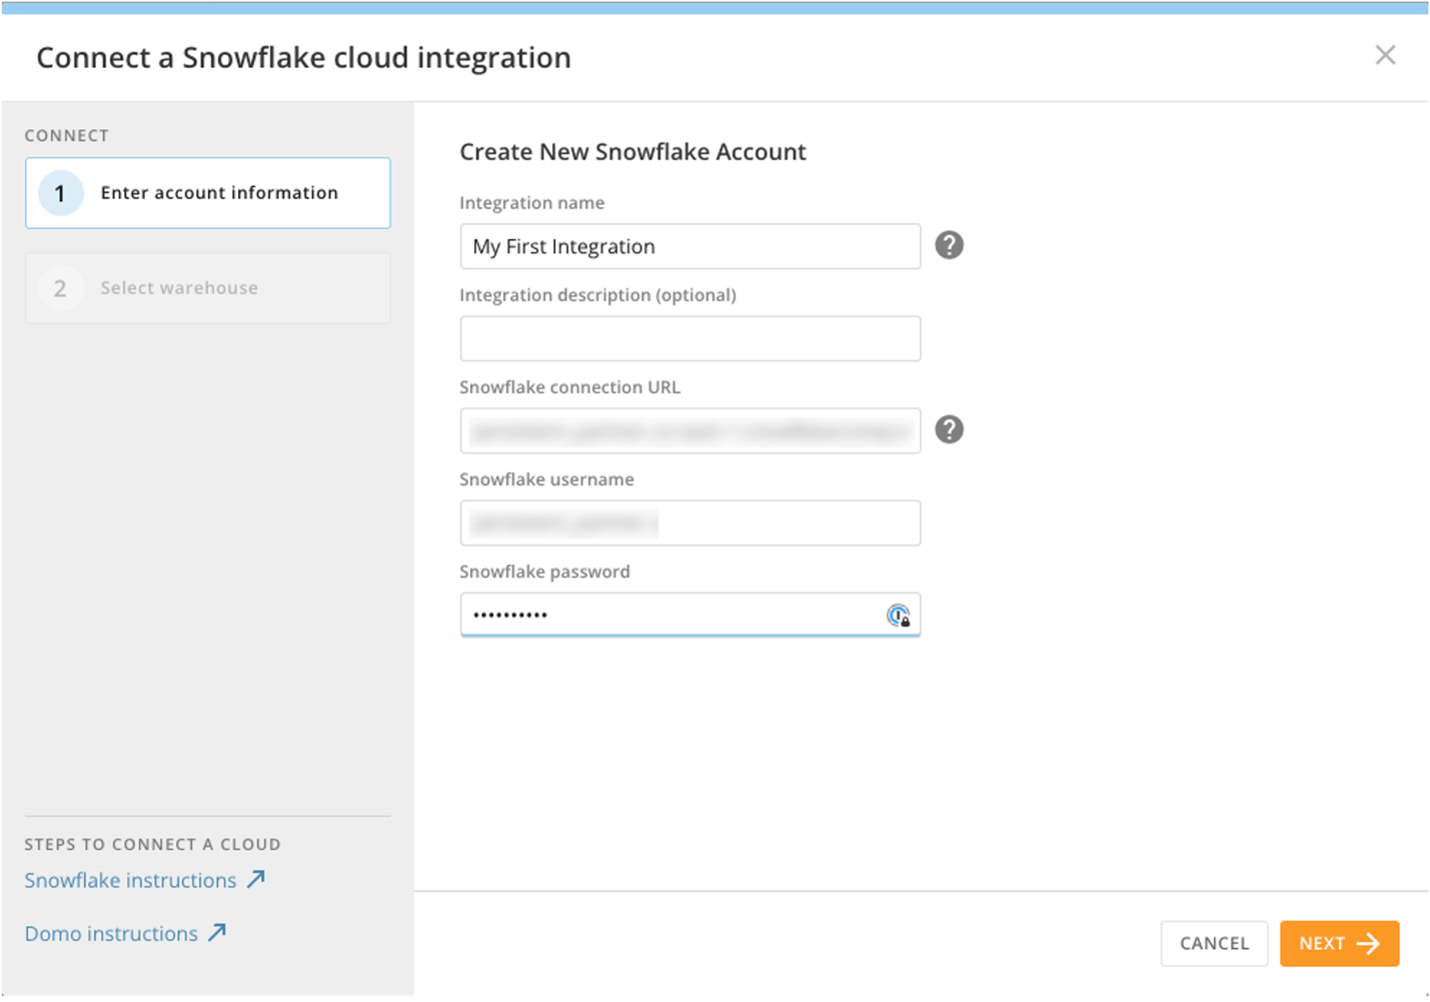 Connect a Snowflake cloud integration
CONNECT
1 Enter account information
2 Select warehouse
STEPS TO CONNECT A CLOUD
Snowflake instructions
Domo instructions
Create New Snowflake Account
Integration name
My First Integration
Integration description (optional)
Snowflake connection URL
Snowflake username
Snowflake password
••••••••••
CANCEL
NEXT